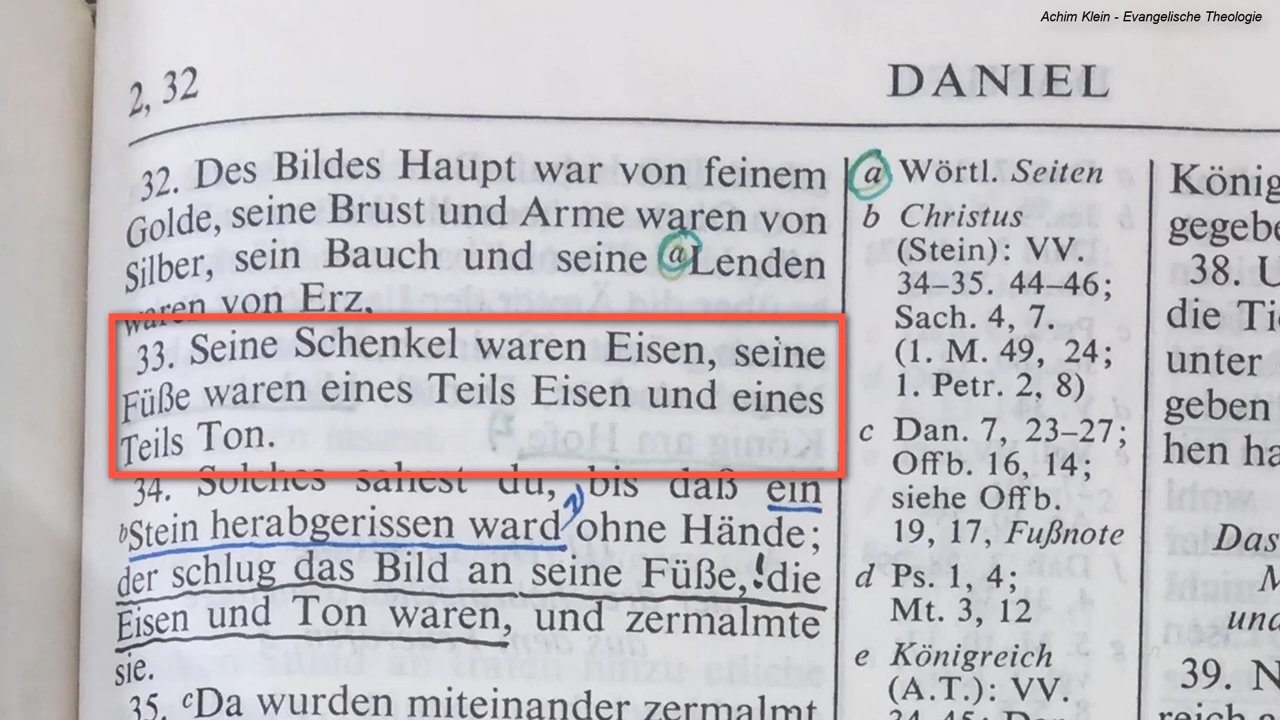 Achim Klein - Evangelische Theologie
2, 32
DANIEL
32. Des Bildes Haupt war von feinem
Golde, seine Brust und Arme waren von
Silber, sein Bauch und seine aLenden
waren von Erz,
33. Seine Schenkel waren Eisen, seine
Füße waren eines Teils Eisen und eines
Teils Ton.
34. Solches sahest du, bis daß ein
bStein herabgerissen ward ohne Hände;
der schlug das Bild an seine Füße, ! die
Eisen und Ton waren, und zermalmte
sie.
35. cDa wurden miteinander zermalmt
a Wörtl. Seiten
b Christus
(Stein): VV.
34–35. 44–46;
Sach. 4, 7.
(1. M. 49, 24;
1. Petr. 2, 8)
c Dan. 7, 23–27;
Offb. 16, 14;
siehe Offb.
19, 17, Fußnote
d Ps. 1, 4;
Mt. 3, 12
e Königreich
(A.T.): VV.
34–45; Dan.
König
gegebe
38. U
die Ti
unter
geben
hen ha
Das
M
und
39. N
reich